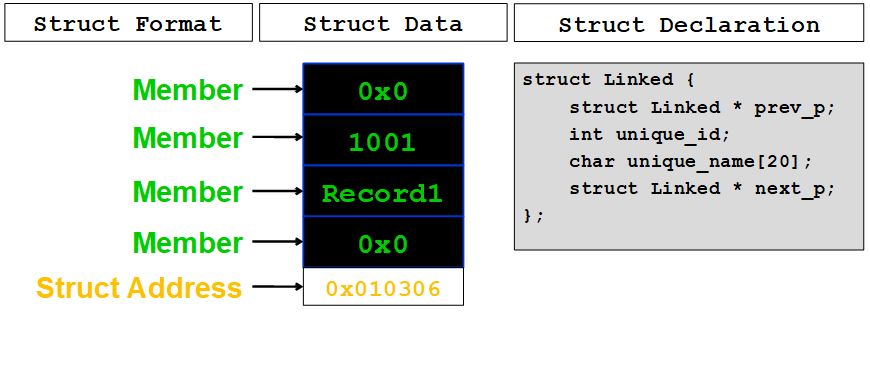 Struct Format
Struct Data
Struct Declaration
Member
0x0
Member
1001
Member
Record1
Member
0x0
Struct Address
0x010306
struct Linked {
struct Linked * prev_p;
int unique_id;
char unique_name[20];
struct Linked * next_p;
};